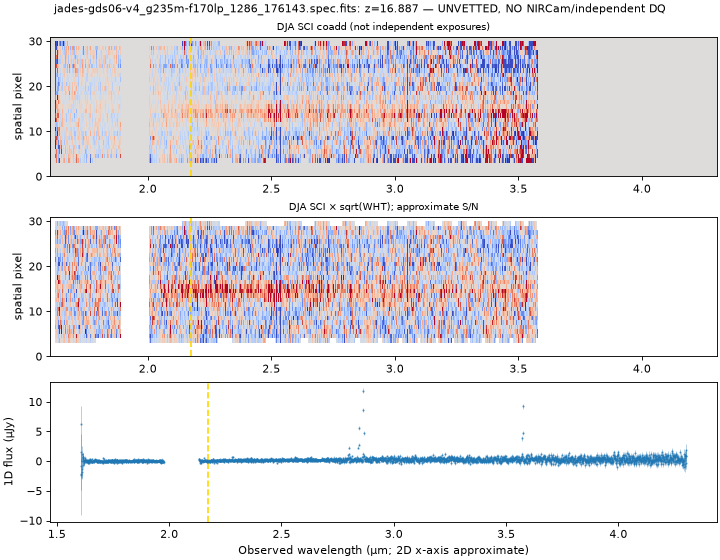 jades-gds06-v4_g235m-f170lp_1286_176143.spec.fits: z=16.887 — UNVETTED, NO NIRCam/independent DQ
DJA SCI coadd (not independent exposures)
spatial pixel
30
20
10
0
2.0 2.5 3.0 3.5 4.0
DJA SCI × sqrt(WHT); approximate S/N
spatial pixel
30
20
10
0
2.0 2.5 3.0 3.5 4.0
1D flux (μJy)
10
5
0
−5
−10
1.5 2.0 2.5 3.0 3.5 4.0
Observed wavelength (μm; 2D x-axis approximate)